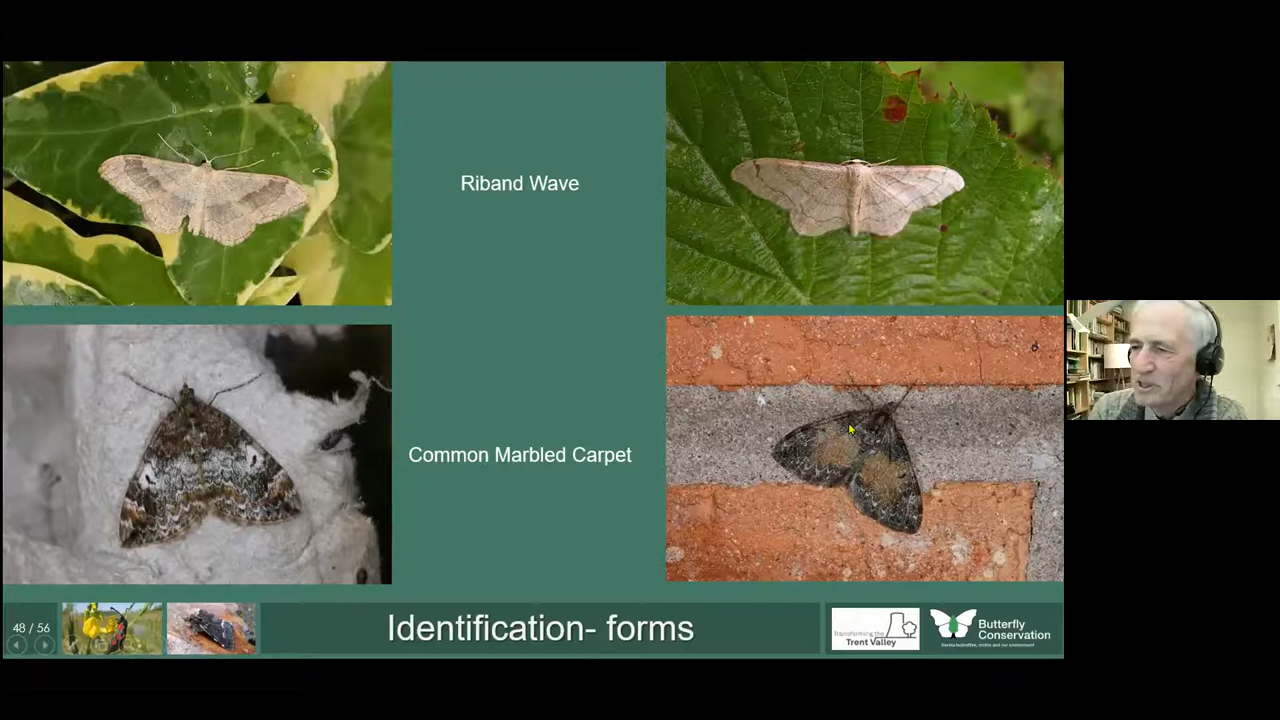 Riband Wave
Common Marbled Carpet
48 / 56
Identification- forms
Transforming the
Trent Valley
Butterfly
Conservation